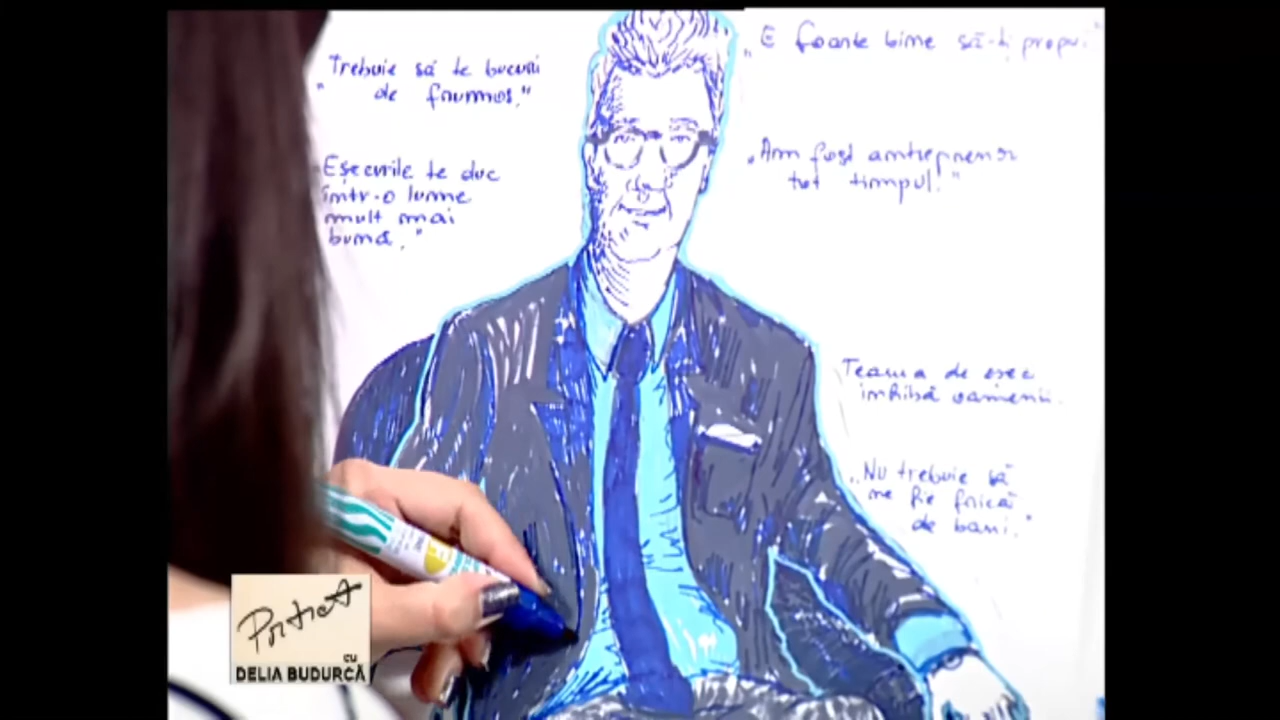 „Trebuie să te bucuri
de frumos."
Eșecurile te duc
într-o lume
mult mai
bună."
„E foarte bine să-ți propui"
„Am fost antreprenor
tot timpul."
Teama de eșec
inhibă oamenii.
„Nu trebuie să
ne fie frică
de bani."
Portret
cu
DELIA BUDURCĂ